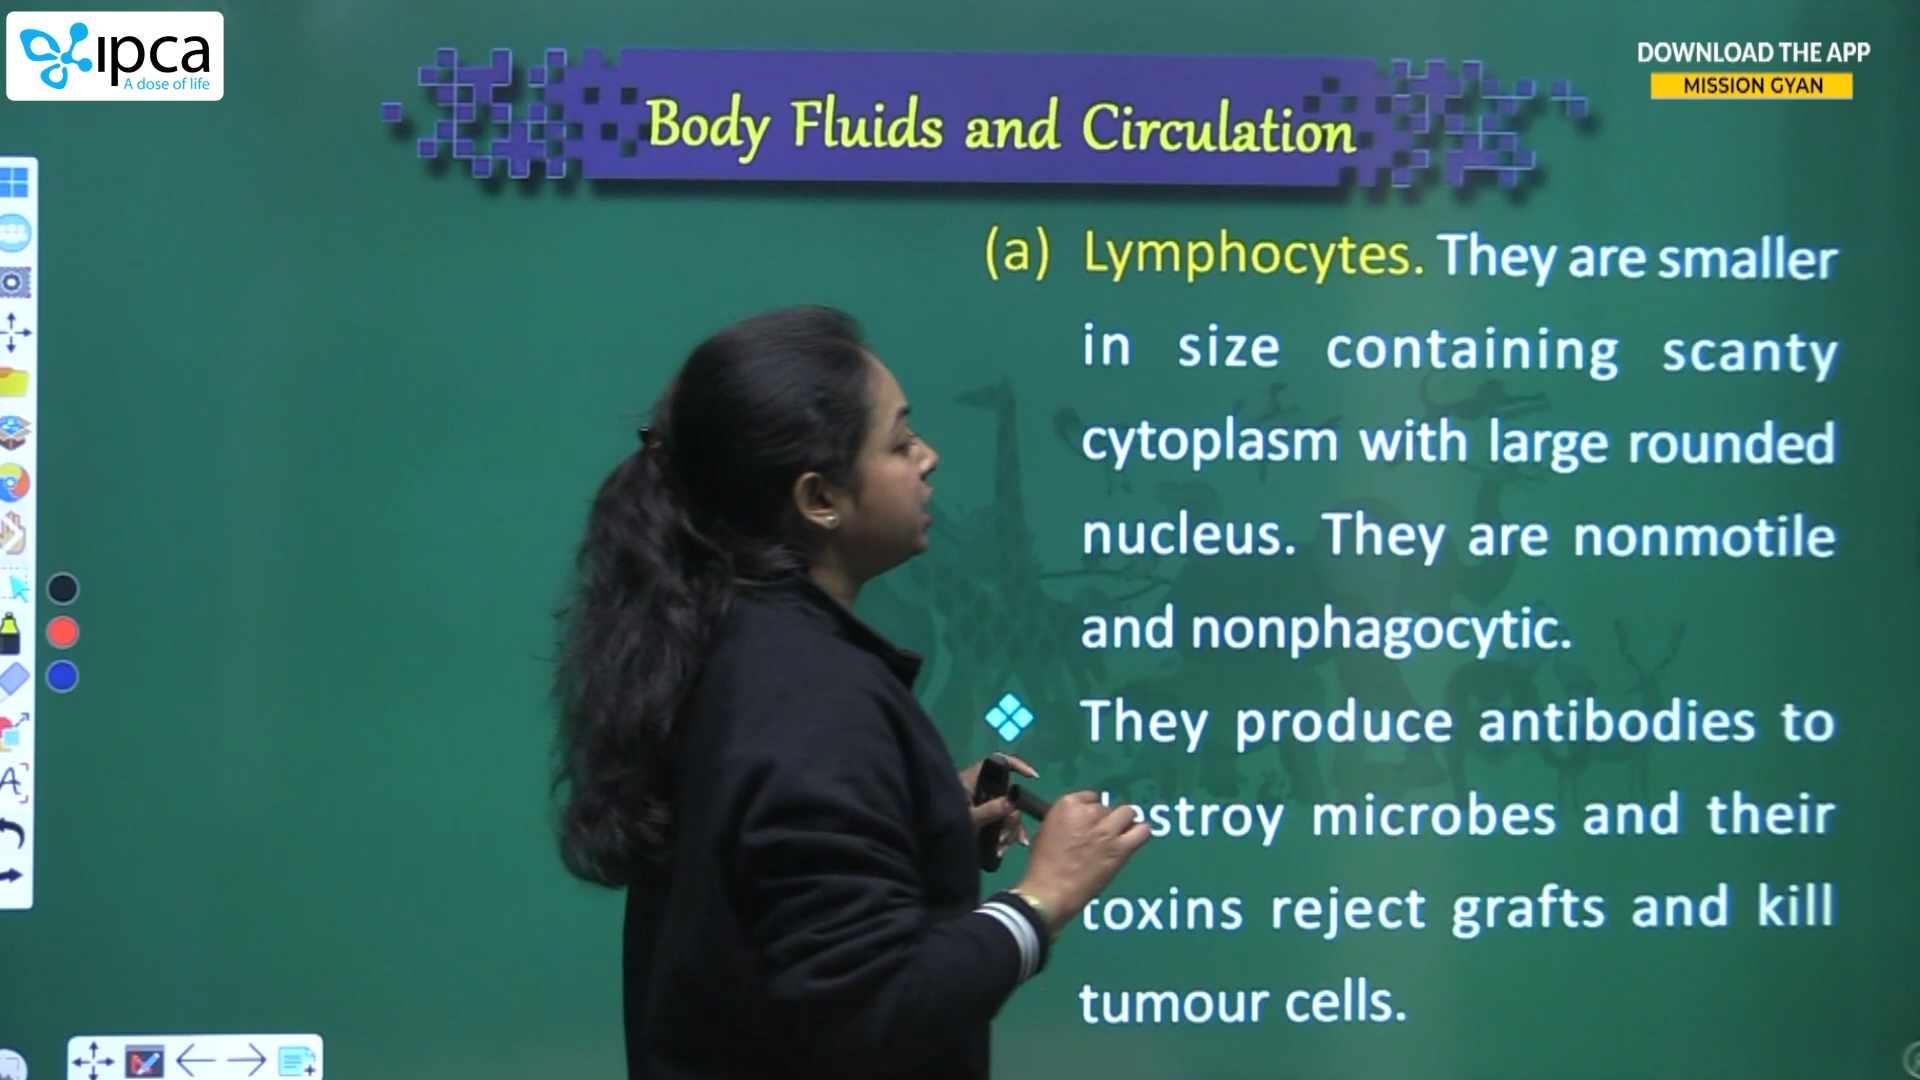 ipca
A dose of life
DOWNLOAD THE APP
MISSION GYAN
Body Fluids and Circulation
(a) Lymphocytes. They are smaller
in size containing scanty
cytoplasm with large rounded
nucleus. They are nonmotile
and nonphagocytic.
They produce antibodies to
destroy microbes and their
toxins reject grafts and kill
tumour cells.